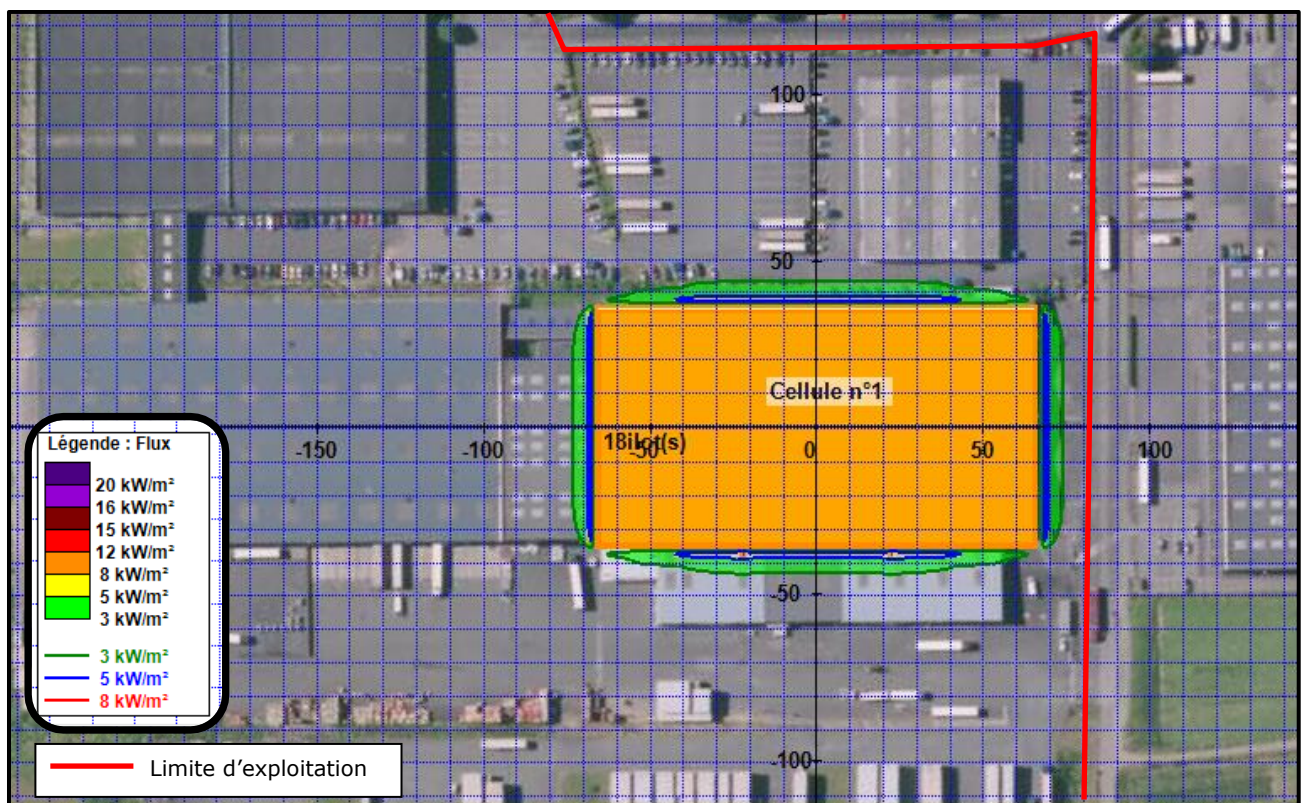 100
50
Cellule n°1
18ilot(s)
-150
-100
-50
0
50
100
-50
-100
Légende : Flux
20 kW/m²
16 kW/m²
15 kW/m²
12 kW/m²
8 kW/m²
5 kW/m²
3 kW/m²
3 kW/m²
5 kW/m²
8 kW/m²
Limite d'exploitation